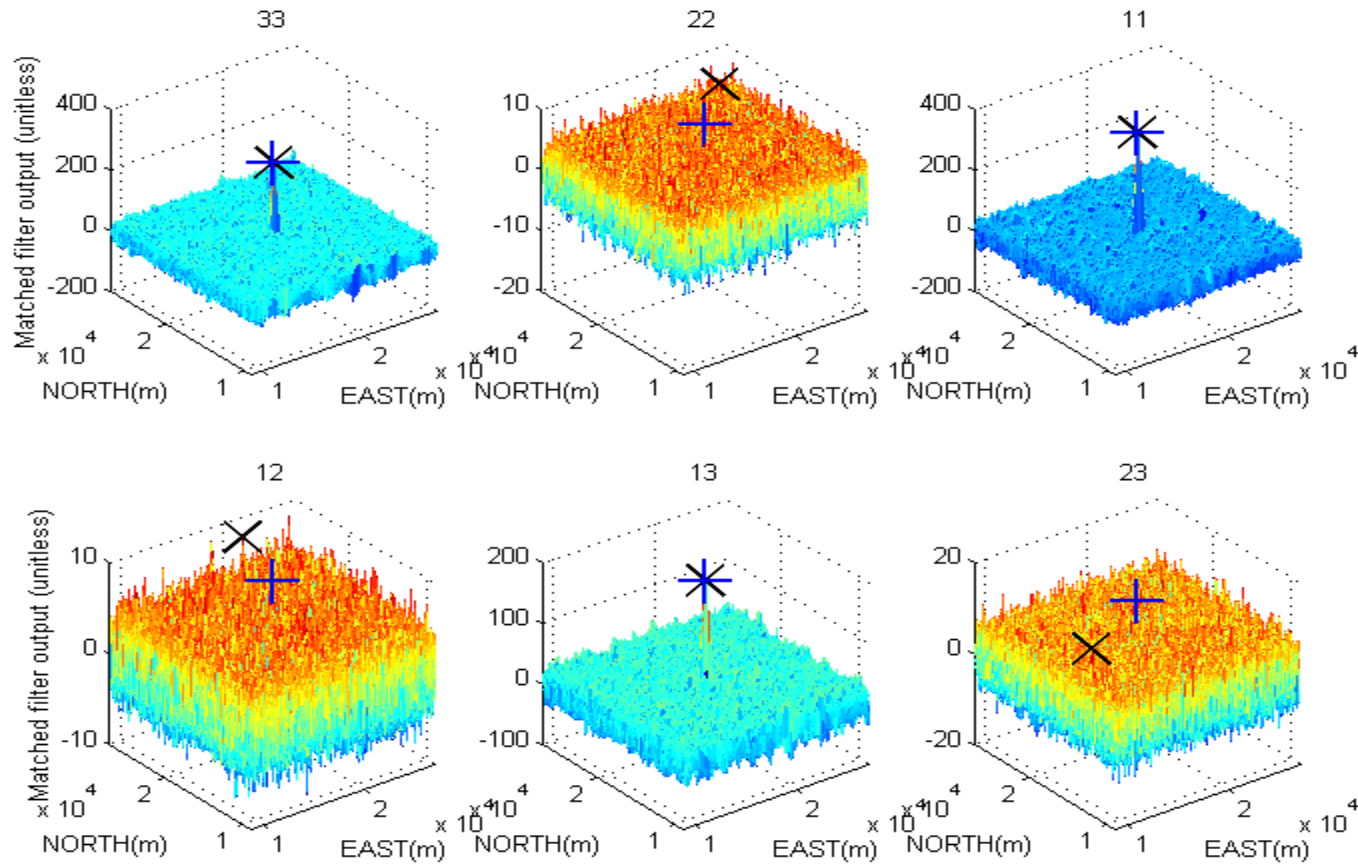 33
22
11
Matched filter output (unitless)
400
200
0
-200
10
0
-10
-20
400
200
0
-200
x 10^4
2
1
NORTH(m)
1
2
x 10^4
EAST(m)
x 10^4
2
1
NORTH(m)
1
2
x 10^4
EAST(m)
x 10^4
2
1
NORTH(m)
1
2
x 10^4
EAST(m)
12
13
23
Matched filter output (unitless)
10
0
-10
200
100
0
-100
20
0
-20
x 10^4
2
1
NORTH(m)
1
2
x 10^4
EAST(m)
x 10^4
2
1
NORTH(m)
1
2
x 10^4
EAST(m)
x 10^4
2
1
NORTH(m)
1
2
x 10^4
EAST(m)